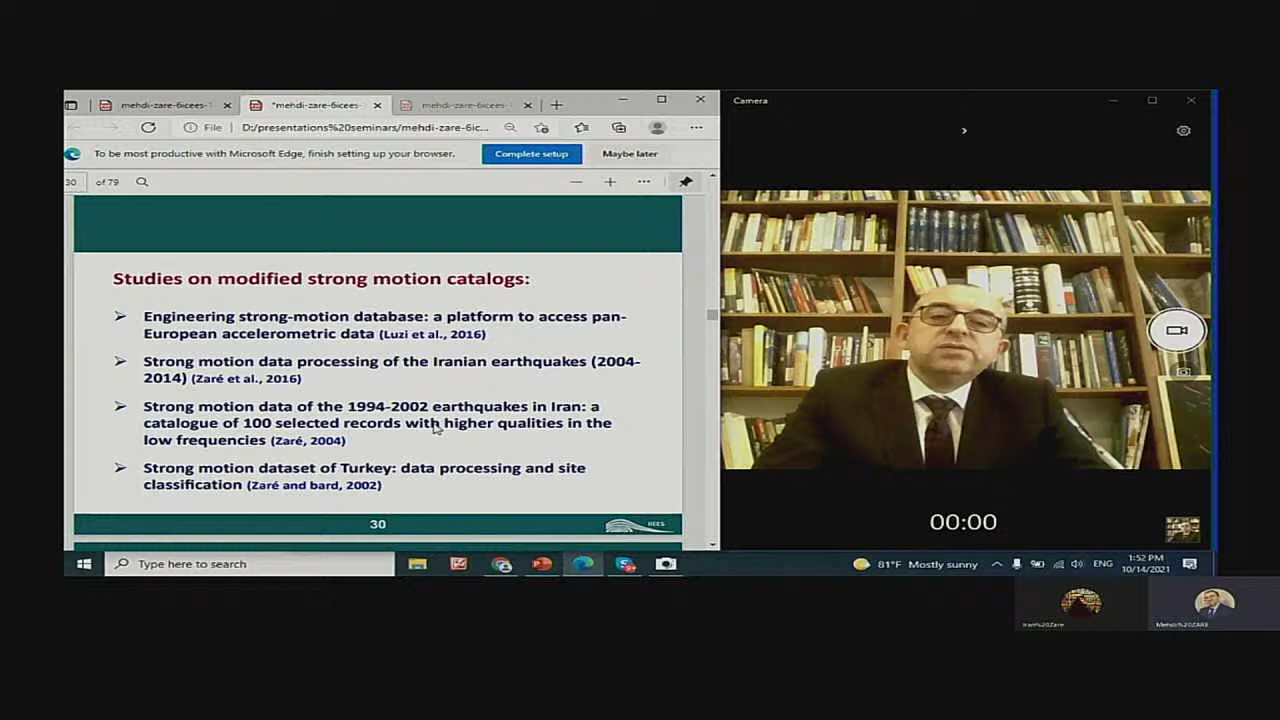 mehdi-zare-6icees-1
*mehdi-zare-6icees-
mehdi-zare-6icees-
File
D:/presentations%20seminars/mehdi-zare-6ic...
To be most productive with Microsoft Edge, finish setting up your browser.
Complete setup
Maybe later
30 of 79
Studies on modified strong motion catalogs:
Engineering strong-motion database: a platform to access pan-
European accelerometric data (Luzi et al., 2016)
Strong motion data processing of the Iranian earthquakes (2004-
2014) (Zaré et al., 2016)
Strong motion data of the 1994-2002 earthquakes in Iran: a
catalogue of 100 selected records with higher qualities in the
low frequencies (Zaré, 2004)
Strong motion dataset of Turkey: data processing and site
classification (Zaré and bard, 2002)
30
IIEES
Type here to search
Camera
00:00
81°F Mostly sunny
ENG
1:52 PM
10/14/2021
Iran%20Zare
Mehdi%20ZARE